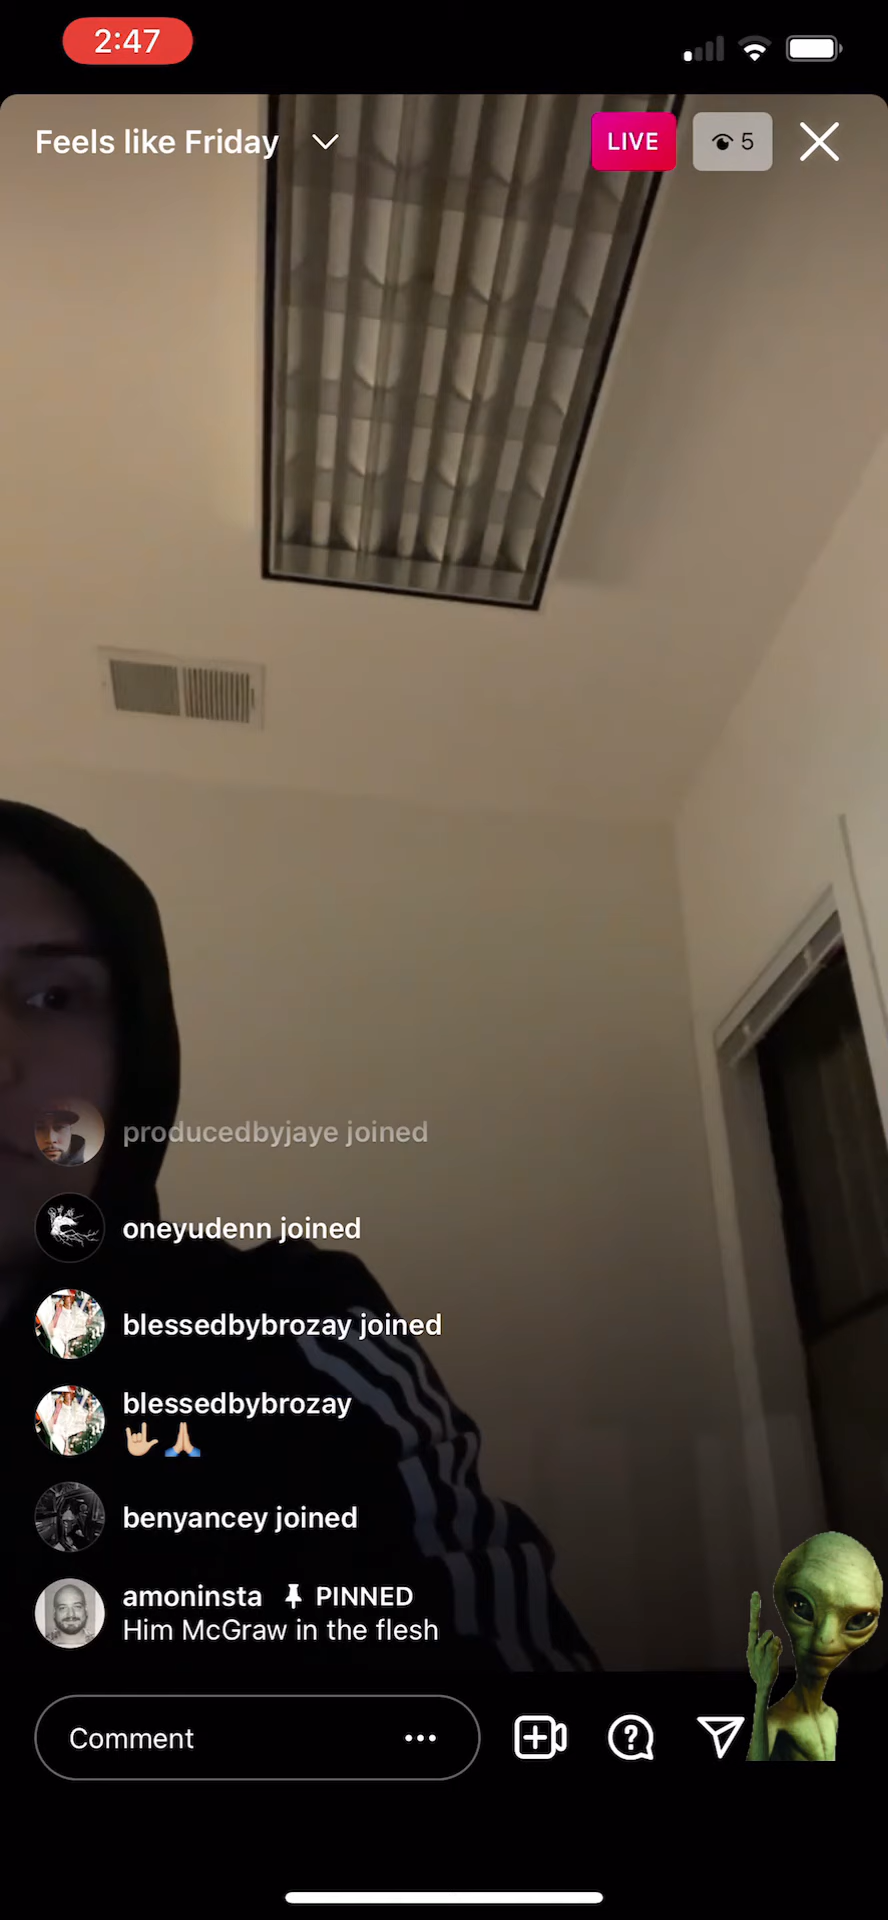 2:47
Feels like Friday
LIVE
5
producedbyjaye joined
oneyudenn joined
blessedbybrozay joined
blessedbybrozay
🤟🏼🙏🏼
benyancey joined
amoninsta PINNED
Him McGraw in the flesh
Comment